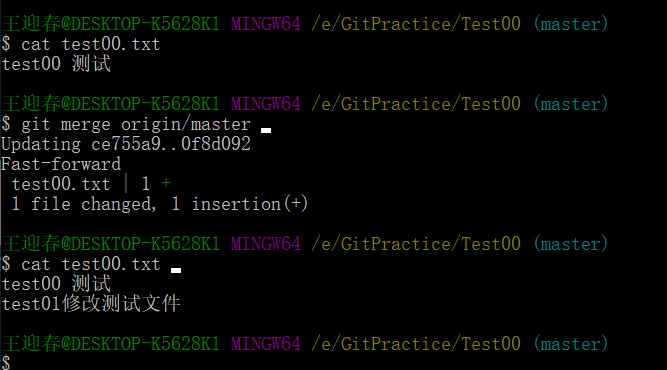 王迎春@DESKTOP-K5628K1 MINGW64 /e/GitPractice/Test00 (master)
$ cat test00.txt
test00 测试
王迎春@DESKTOP-K5628K1 MINGW64 /e/GitPractice/Test00 (master)
$ git merge origin/master
Updating ce755a9..0f8d092
Fast-forward
 test00.txt | 1 +
 1 file changed, 1 insertion(+)
王迎春@DESKTOP-K5628K1 MINGW64 /e/GitPractice/Test00 (master)
$ cat test00.txt
test00 测试
test01修改测试文件
王迎春@DESKTOP-K5628K1 MINGW64 /e/GitPractice/Test00 (master)
$